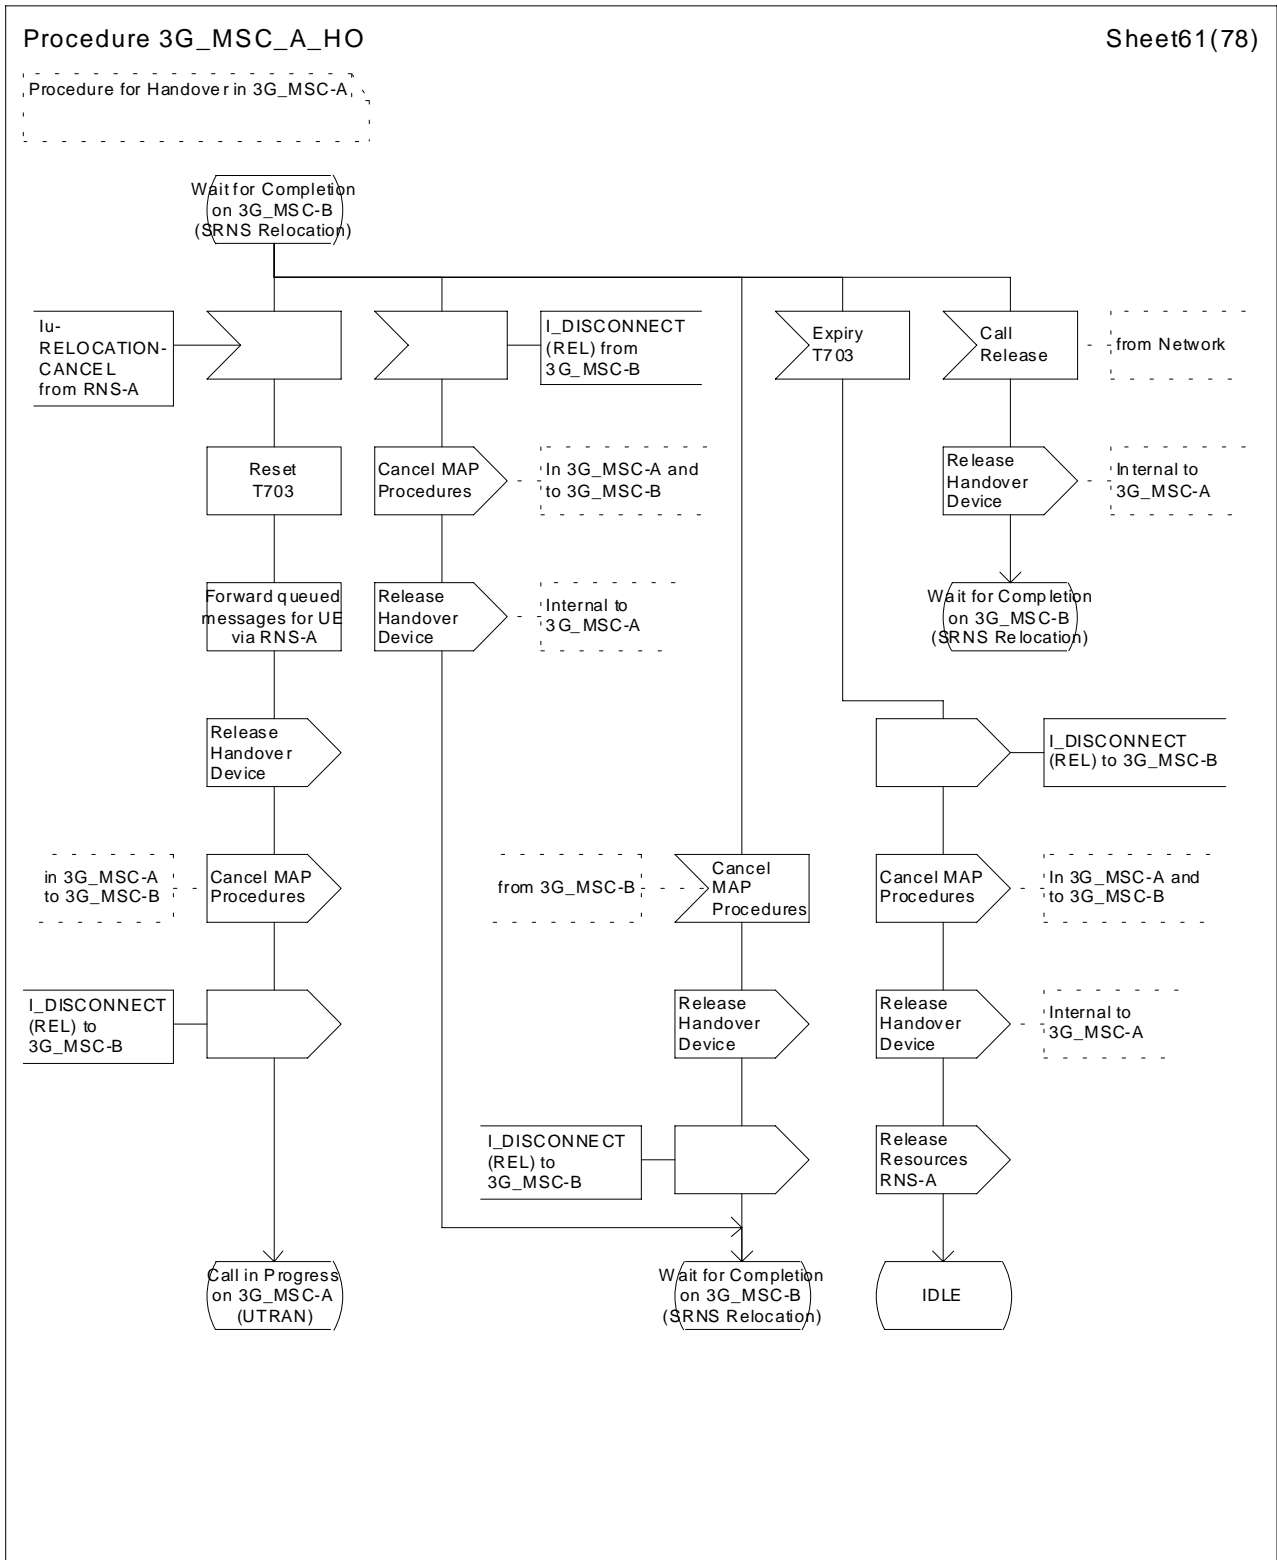 Procedure 3G_MSC_A_HO
Sheet61(78)
Procedure for Handover in 3G_MSC-A
Wait for Completion
on 3G_MSC-B
(SRNS Relocation)
Iu-
RELOCATION-
CANCEL
from RNS-A
I_DISCONNECT
(REL) from
3G_MSC-B
Expiry
T703
Call
Release
from Network
Reset
T703
Cancel MAP
Procedures
In 3G_MSC-A and
to 3G_MSC-B
Release
Handover
Device
Internal to
3G_MSC-A
Forward queued
messages for UE
via RNS-A
Release
Handover
Device
Internal to
3G_MSC-A
Wait for Completion
on 3G_MSC-B
(SRNS Relocation)
Release
Handover
Device
I_DISCONNECT
(REL) to 3G_MSC-B
in 3G_MSC-A
to 3G_MSC-B
Cancel MAP
Procedures
from 3G_MSC-B
Cancel
MAP
Procedures
Cancel MAP
Procedures
In 3G_MSC-A and
to 3G_MSC-B
I_DISCONNECT
(REL) to
3G_MSC-B
Release
Handover
Device
Release
Handover
Device
Internal to
3G_MSC-A
I_DISCONNECT
(REL) to
3G_MSC-B
Release
Resources
RNS-A
Call in Progress
on 3G_MSC-A
(UTRAN)
Wait for Completion
on 3G_MSC-B
(SRNS Relocation)
IDLE